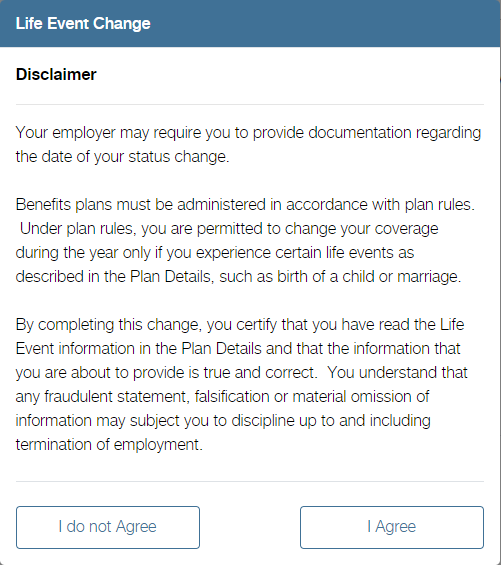 Life Event Change
Disclaimer
Your employer may require you to provide documentation regarding
the date of your status change.
Benefits plans must be administered in accordance with plan rules.
Under plan rules, you are permitted to change your coverage
during the year only if you experience certain life events as
described in the Plan Details, such as birth of a child or marriage.
By completing this change, you certify that you have read the Life
Event information in the Plan Details and that the information that
you are about to provide is true and correct.  You understand that
any fraudulent statement, falsification or material omission of
information may subject you to discipline up to and including
termination of employment.
I do not Agree
I Agree